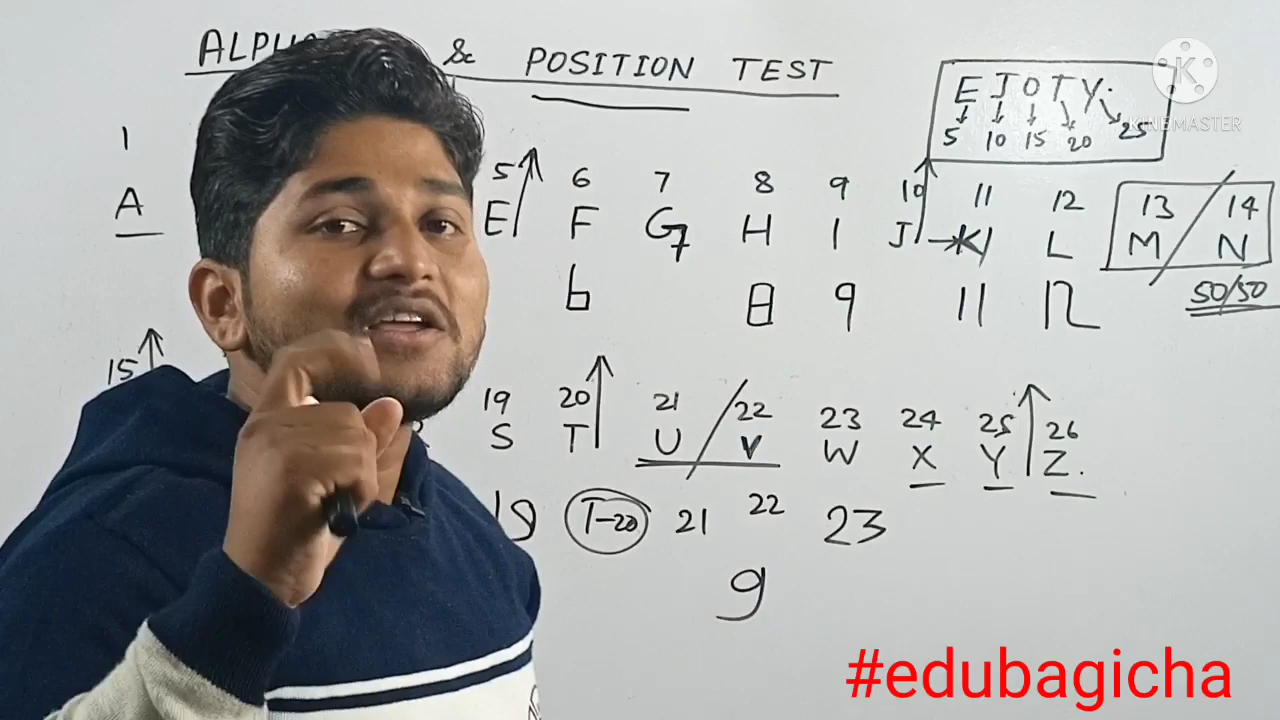 ALPH & POSITION TEST
E J O T Y.
5 10 15 20 25
K
KINEMASTER
1 5 6 7 8 9 10 11 12 13 14
A E F G7 H I J → K L M N
6 8 9 11 12 50/50
15 19 20 21 22 23 24 25 26
S T U V W X Y Z.
19 T-20 21 22 23
9
#edubagicha